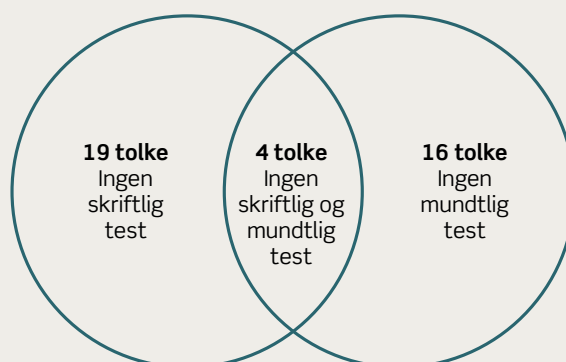 19 tolke
Ingen
skriftlig
test
4 tolke
Ingen
skriftlig og
mundtlig
test
16 tolke
Ingen
mundtlig
test